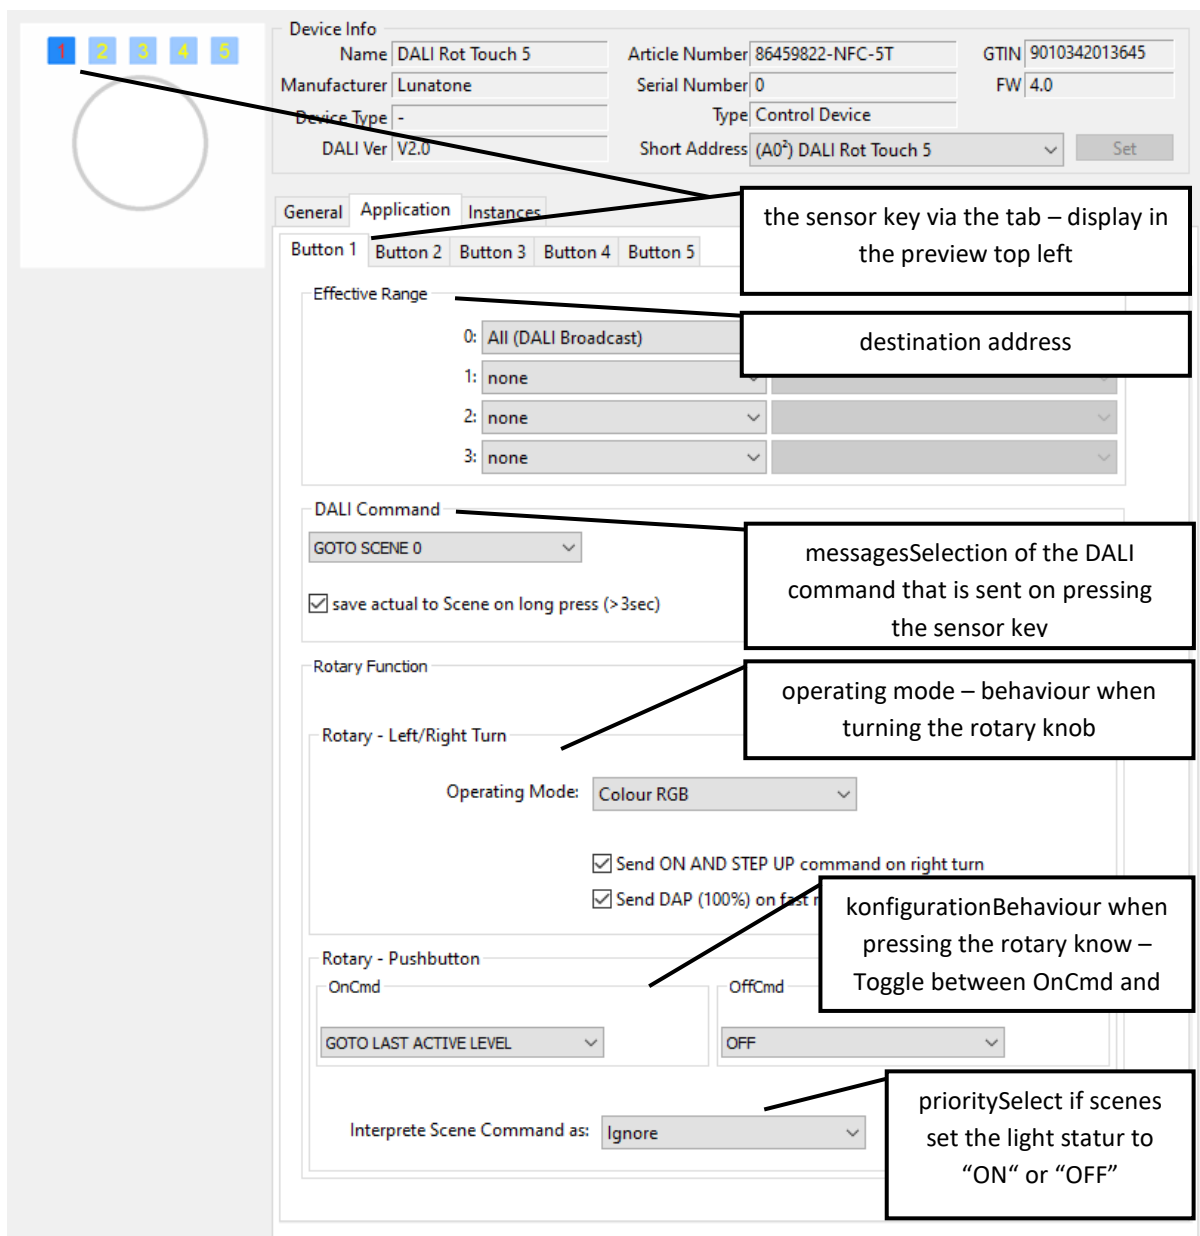 1 2 3 4 5
Device Info
Name DALI Rot Touch 5 Article Number 86459822-NFC-5T GTIN 9010342013645
Manufacturer Lunatone Serial Number 0 FW 4.0
Device Type - Type Control Device
DALI Ver V2.0 Short Address (A0²) DALI Rot Touch 5 Set
General Application Instances
the sensor key via the tab – display in
the preview top left
Button 1 Button 2 Button 3 Button 4 Button 5
Effective Range
destination address
0: All (DALI Broadcast)
1: none
2: none
3: none
DALI Command
GOTO SCENE 0
save actual to Scene on long press (>3sec)
messagesSelection of the DALI
command that is sent on pressing
the sensor key
Rotary Function
operating mode – behaviour when
turning the rotary knob
Rotary - Left/Right Turn
Operating Mode: Colour RGB
Send ON AND STEP UP command on right turn
Send DAP (100%) on fast
konfigurationBehaviour when
pressing the rotary know –
Toggle between OnCmd and
Rotary - Pushbutton
OnCmd OffCmd
GOTO LAST ACTIVE LEVEL OFF
prioritySelect if scenes
set the light statur to
“ON“ or “OFF”
Interprete Scene Command as: Ignore